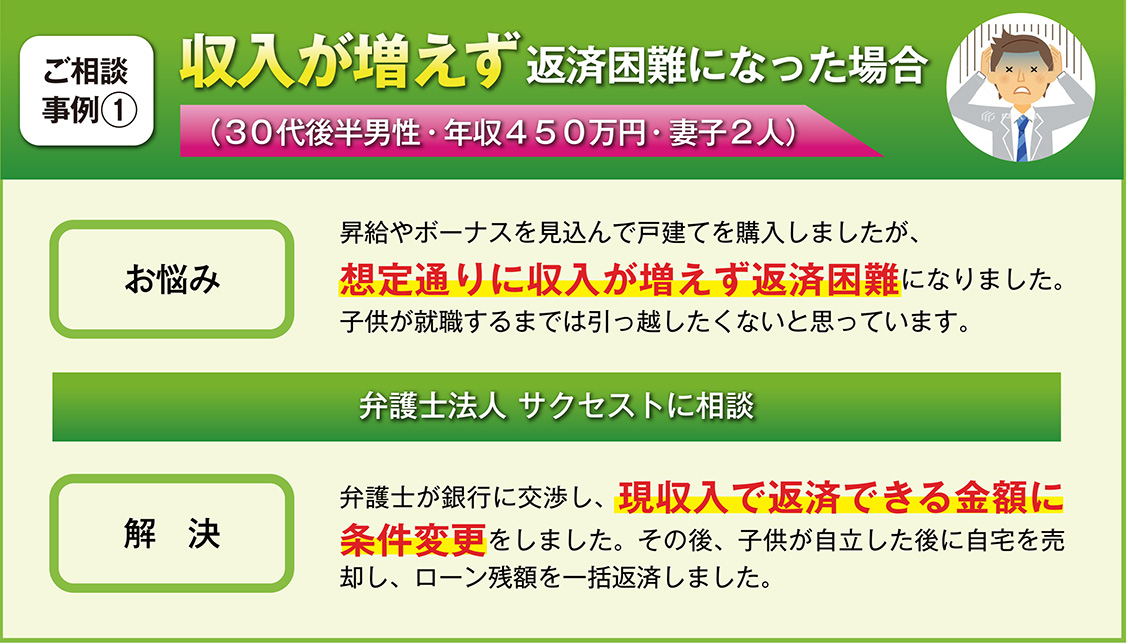 ご相談
事例①
収入が増えず返済困難になった場合
（３０代後半男性・年収４５０万円・妻子２人）
お悩み
昇給やボーナスを見込んで戸建てを購入しましたが、
想定通りに収入が増えず返済困難になりました。
子供が就職するまでは引っ越したくないと思っています。
弁護士法人 サクセストに相談
解　決
弁護士が銀行に交渉し、現収入で返済できる金額に
条件変更をしました。その後、子供が自立した後に自宅を売
却し、ローン残額を一括返済しました。